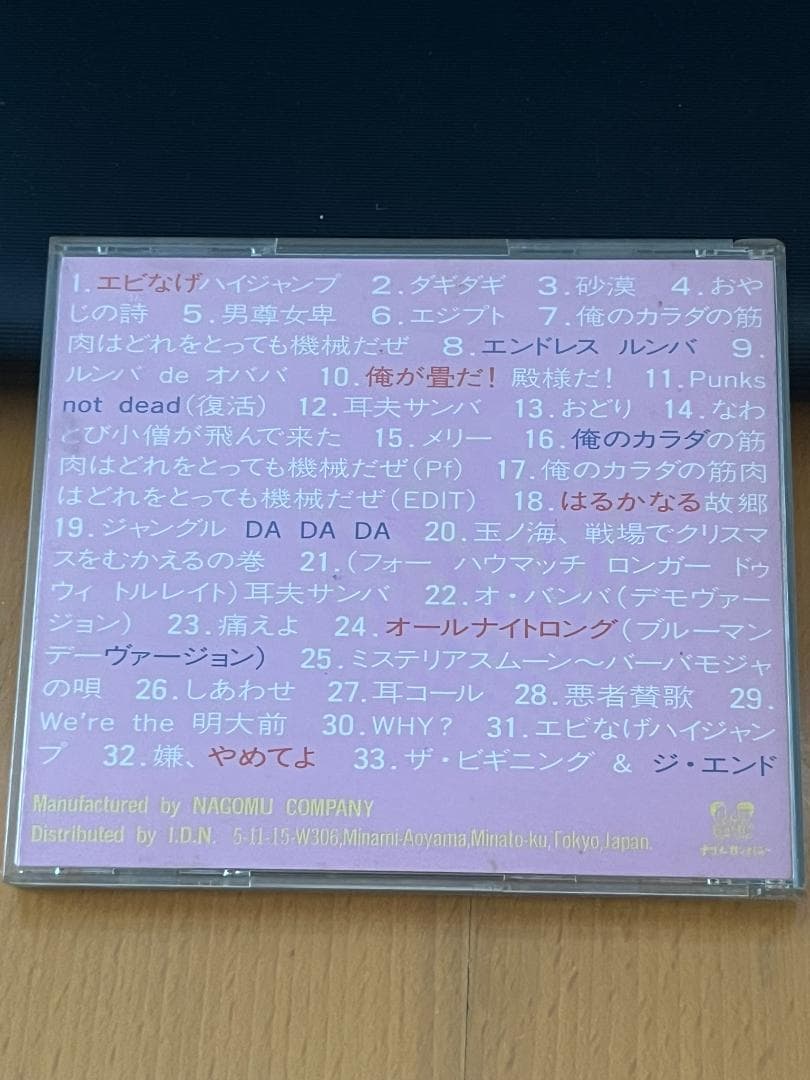 1.エビなげハイジャンプ 2.ダギダギ 3.砂漠 4.おや
じの詩 5.男尊女卑 6.エジプト 7.俺のカラダの筋
肉はどれをとっても機械だぜ 8.エンドレス ルンバ 9.
ルンバ de オババ 10.俺が畳だ！殿様だ！ 11.Punks
not dead(復活) 12.耳夫サンバ 13.おどり 14.なわ
とび小僧が飛んで来た 15.メリー 16.俺のカラダの筋
肉はどれをとっても機械だぜ(Pf) 17.俺のカラダの筋肉
はどれをとっても機械だぜ(EDIT) 18.はるかなる故郷
19.ジャングル DA DA DA 20.玉ノ海、戦場でクリスマ
スをむかえるの巻 21.(フォー ハウマッチ ロンガー ドゥ
ウィ トルレイト)耳夫サンバ 22.オ・バンバ(デモヴァー
ジョン) 23.痛えよ 24.オールナイトロング(ブルーマン
デーヴァージョン) 25.ミステリアスムーン〜バーバモジャ
の唄 26.しあわせ 27.耳コール 28.悪者賛歌 29.
We're the 明大前 30.WHY? 31.エビなげハイジャン
プ 32.嫌、やめてよ 33.ザ・ビギニング & ジ・エンド
Manufactured by NAGOMU COMPANY
Distributed by I.D.N. 5-11-15-W306,Minami-Aoyama,Minato-ku,Tokyo,Japan.
ナゴムカンパニー